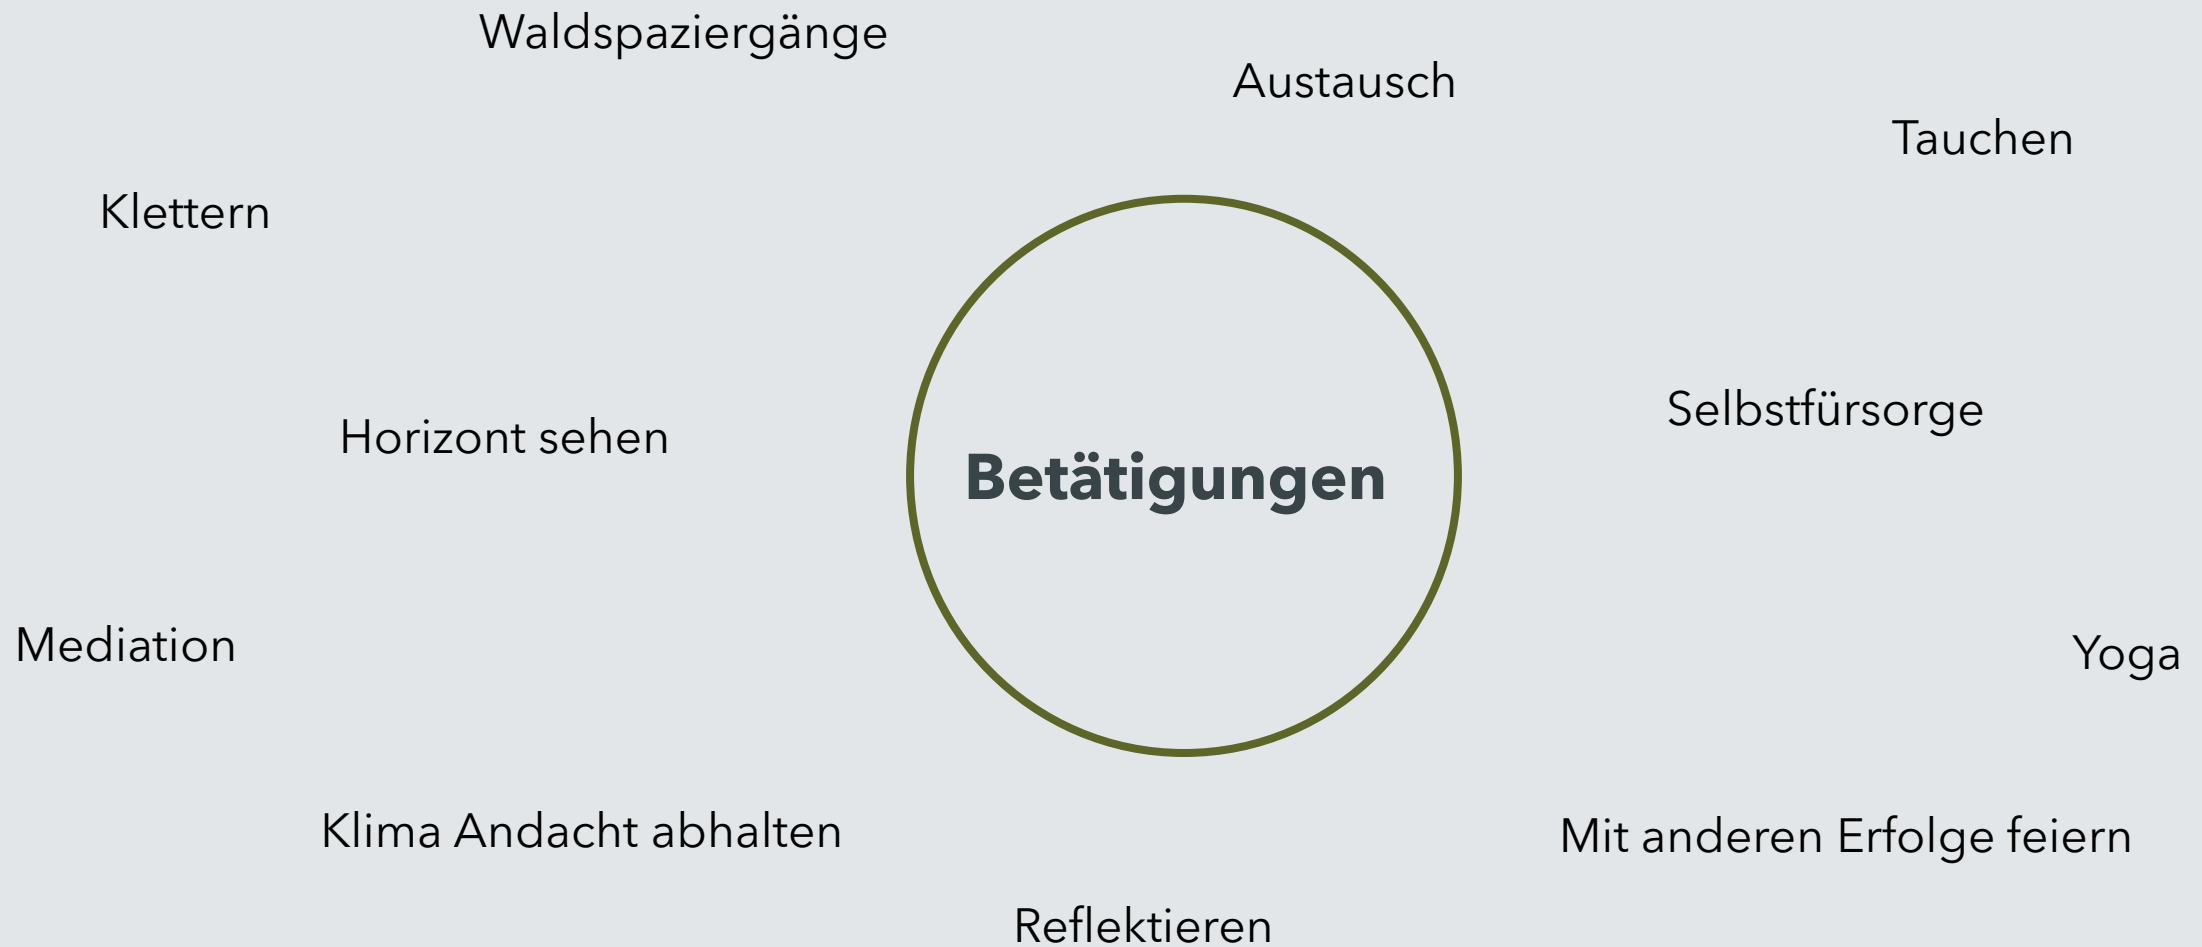 Waldspaziergänge
Austausch
Tauchen
Klettern
Selbstfürsorge
Horizont sehen
Betätigungen
Mediation
Yoga
Klima Andacht abhalten
Mit anderen Erfolge feiern
Reflektieren